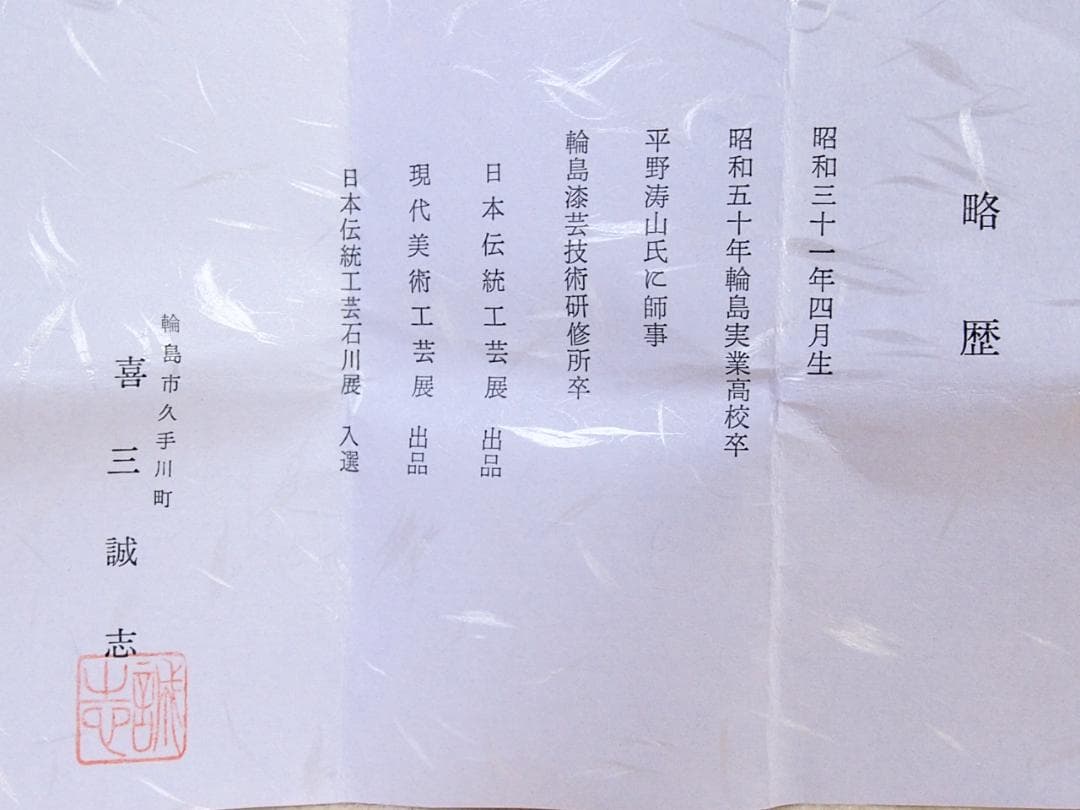 略歴
昭和三十一年四月生
昭和五十年輪島実業高校卒
平野涛山氏に師事
輪島漆芸技術研修所卒
日本伝統工芸展 出品
現代美術工芸展 出品
日本伝統工芸石川展 入選
輪島市久手川町
喜三誠志
誠志